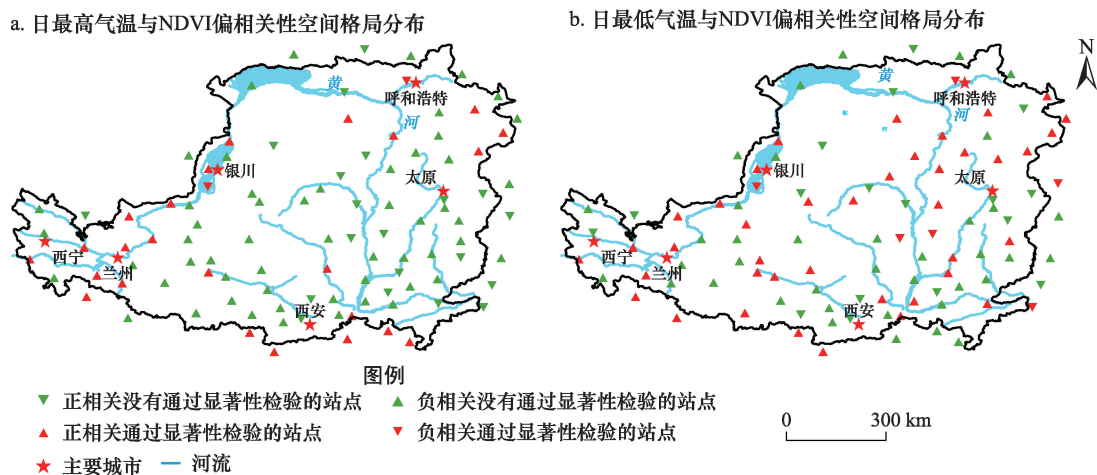 a. 日最高气温与NDVI偏相关性空间格局分布
b. 日最低气温与NDVI偏相关性空间格局分布
N
黄
河
呼和浩特
银川
太原
西宁
兰州
西安
黄
河
呼和浩特
银川
太原
西宁
兰州
西安
图例
正相关没有通过显著性检验的站点
负相关没有通过显著性检验的站点
正相关通过显著性检验的站点
负相关通过显著性检验的站点
主要城市
河流
0
300 km